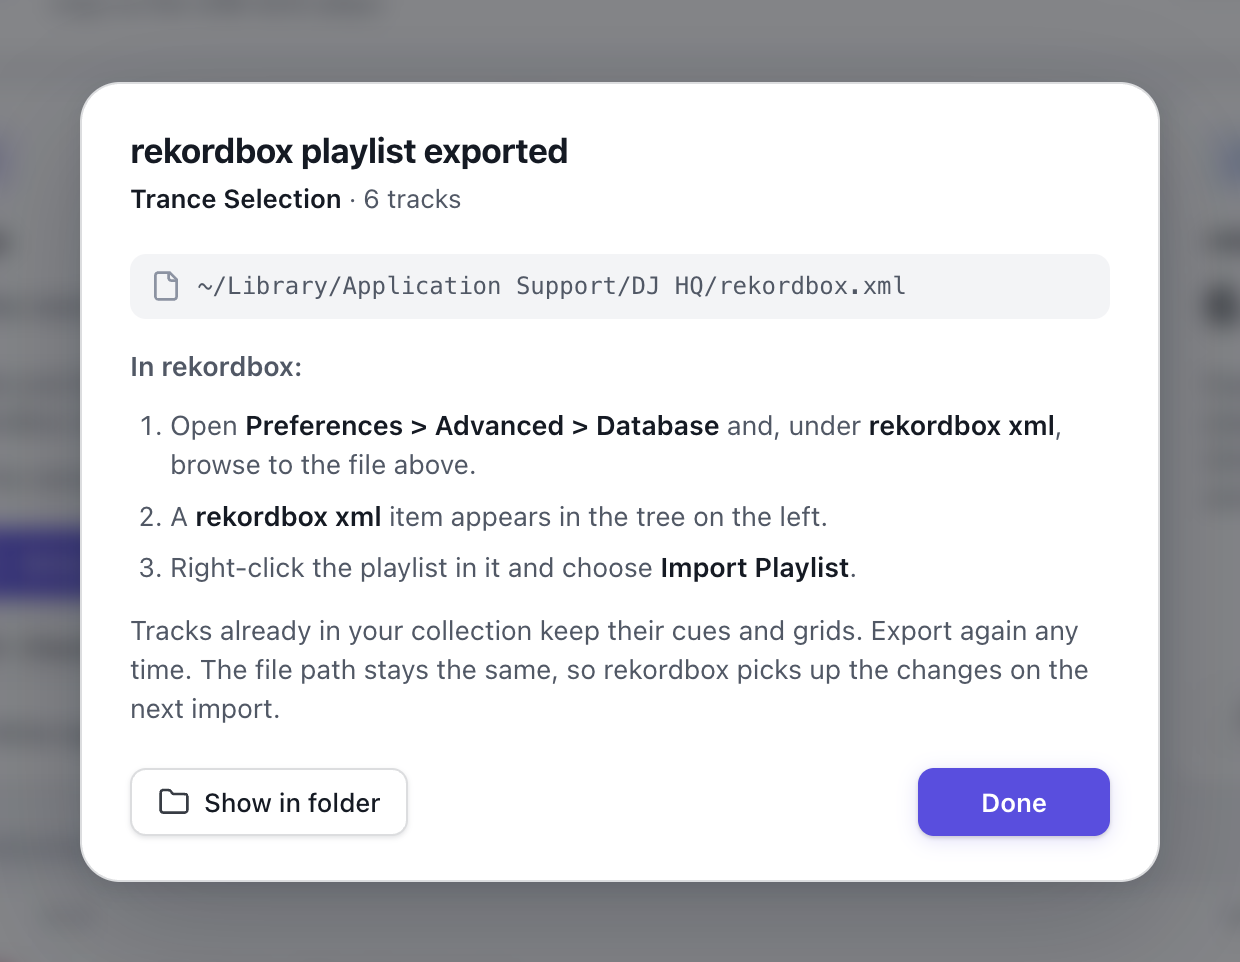 rekordbox playlist exported
Trance Selection · 6 tracks
~/Library/Application Support/DJ HQ/rekordbox.xml
In rekordbox:
1. Open Preferences > Advanced > Database and, under rekordbox xml,
browse to the file above.
2. A rekordbox xml item appears in the tree on the left.
3. Right-click the playlist in it and choose Import Playlist.
Tracks already in your collection keep their cues and grids. Export again any
time. The file path stays the same, so rekordbox picks up the changes on the
next import.
Show in folder
Done